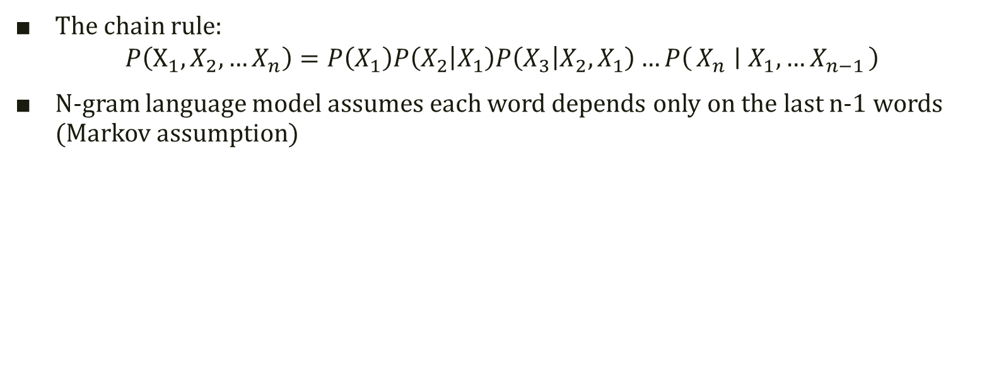 ■ The chain rule:
P(X₁, X₂, … Xₙ) = P(X₁)P(X₂|X₁)P(X₃|X₂, X₁) … P( Xₙ | X₁, … Xₙ₋₁ )
■ N-gram language model assumes each word depends only on the last n-1 words
(Markov assumption)